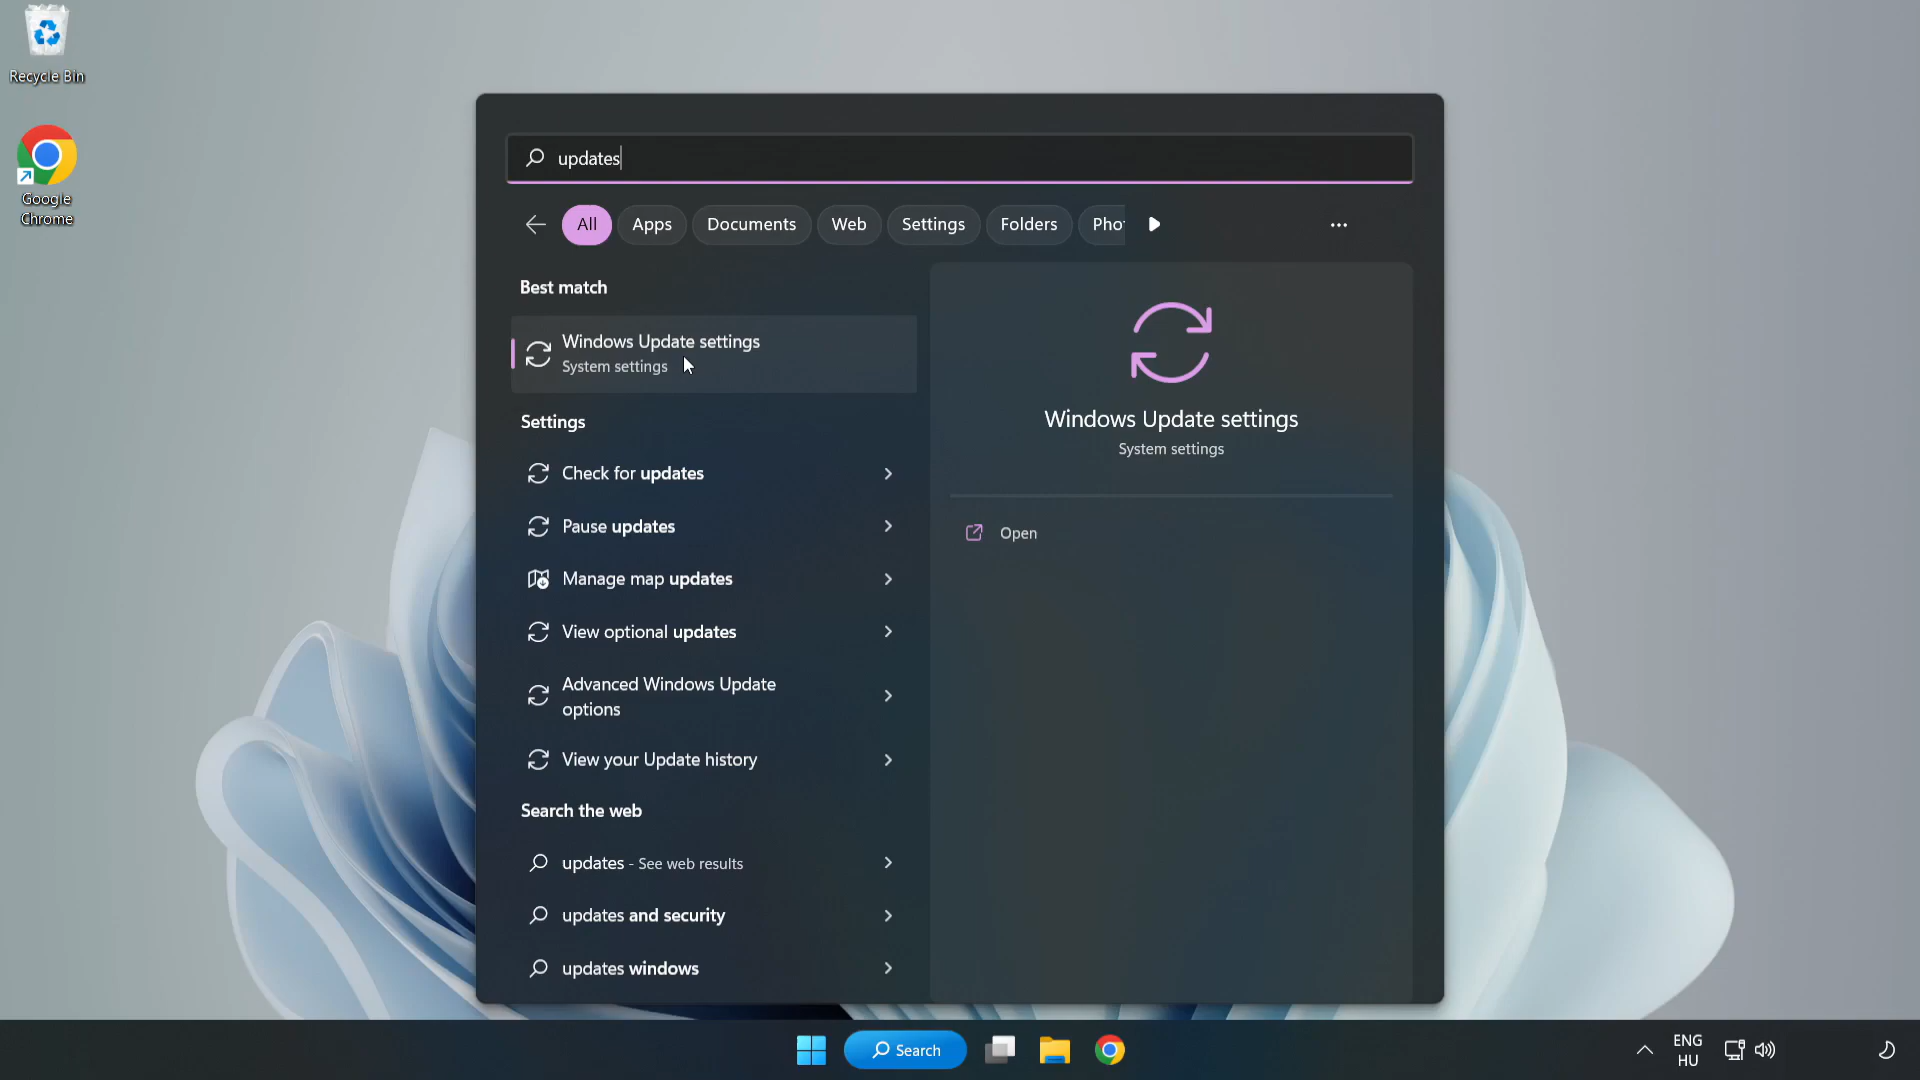 Recycle Bin
Google
Chrome
updates
All
Apps
Documents
Web
Settings
Folders
Pho
Best match
Windows Update settings
System settings
Settings
Check for updates
Pause updates
Manage map updates
View optional updates
Advanced Windows Update
options
View your Update history
Search the web
updates - See web results
updates and security
updates windows
Windows Update settings
System settings
Open
Search
ENG
HU